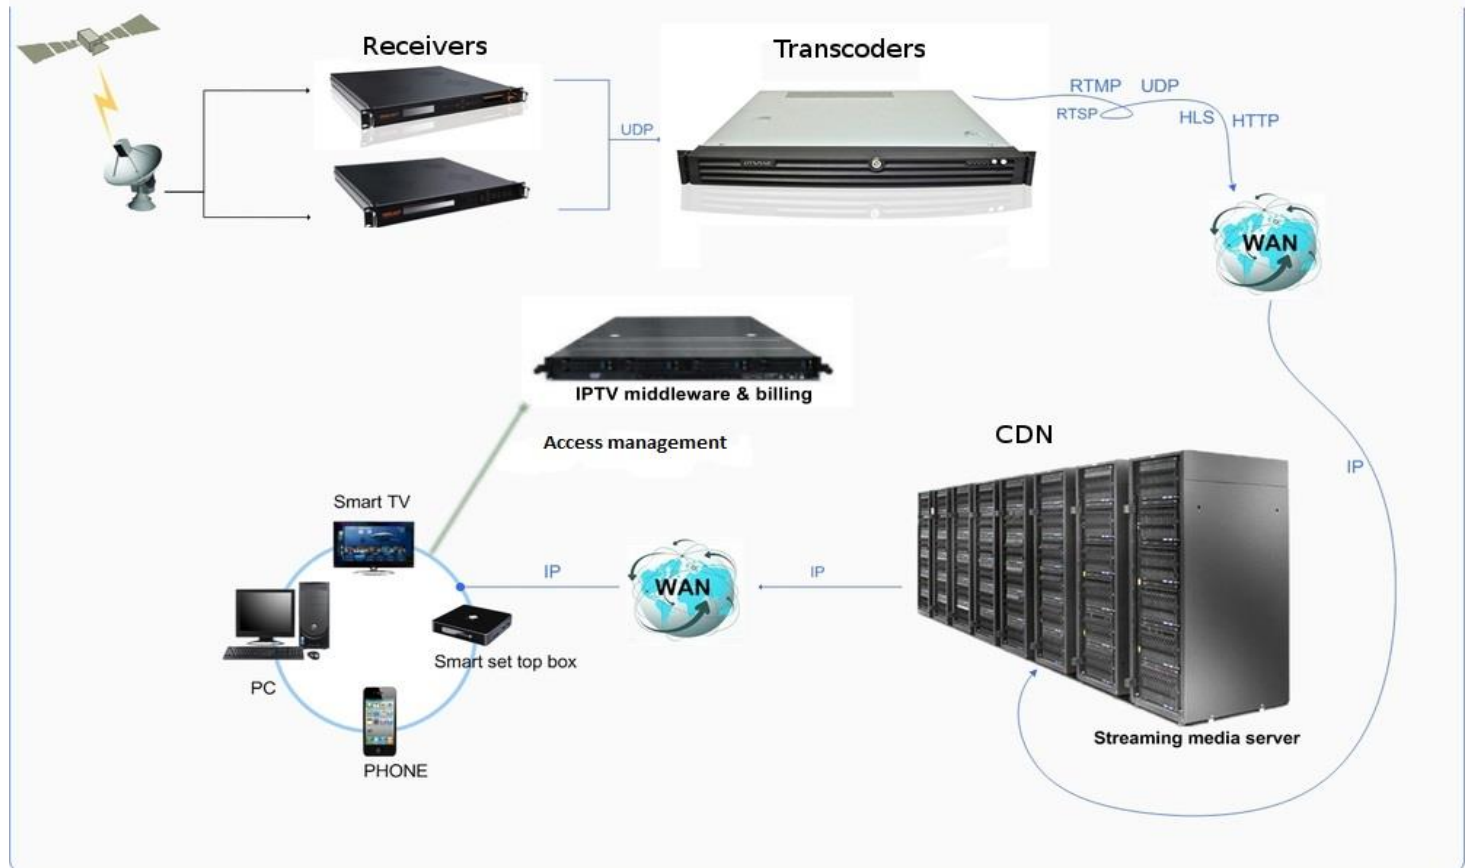 Receivers
Transcoders
UDP
RTMP UDP
RTSP
HLS
HTTP
WAN
IPTV middleware & billing
Access management
CDN
IP
Smart TV
IP
WAN
IP
PC
Smart set top box
PHONE
Streaming media server